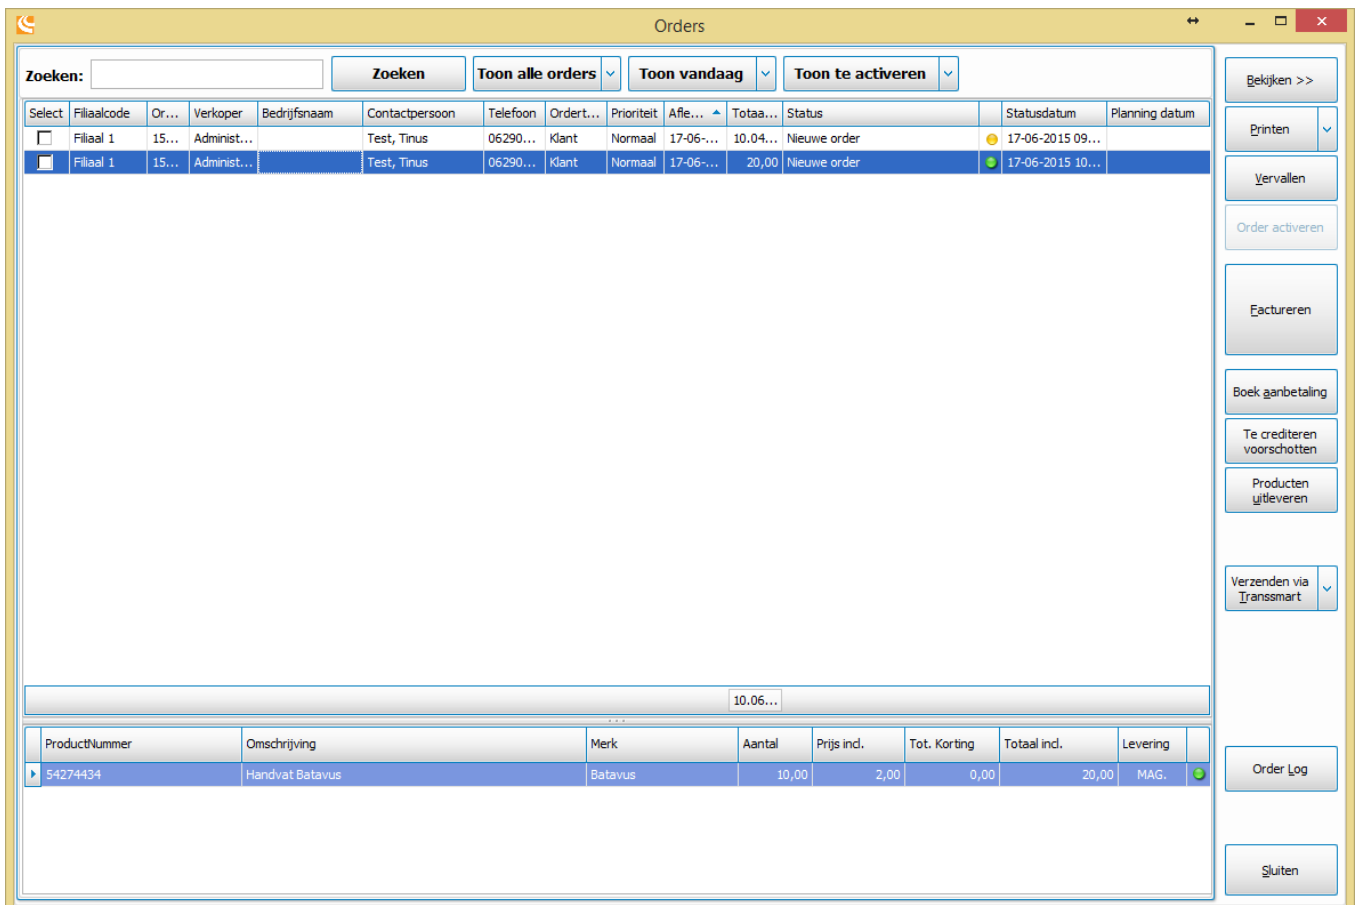 Orders
Zoeken:
Zoeken
Toon alle orders
Toon vandaag
Toon te activeren
Select Filiaalcode Or... Verkoper Bedrijfsnaam Contactpersoon Telefoon Ordert... Prioriteit Afle... Totaa... Status Statusdatum Planning datum
Filiaal 1 15... Administ... Test, Tinus 06290... Klant Normaal 17-06-... 10.04... Nieuwe order 17-06-2015 09...
Filiaal 1 15... Administ... Test, Tinus 06290... Klant Normaal 17-06-... 20,00 Nieuwe order 17-06-2015 10...
10.06...
ProductNummer Omschrijving Merk Aantal Prijs incl. Tot. Korting Totaal incl. Levering
54274434 Handvat Batavus Batavus 10,00 2,00 0,00 20,00 MAG.
Bekijken >>
Printen
Vervallen
Order activeren
Factureren
Boek aanbetaling
Te crediteren
voorschotten
Producten
uitleveren
Verzenden via
Transsmart
Order Log
Sluiten